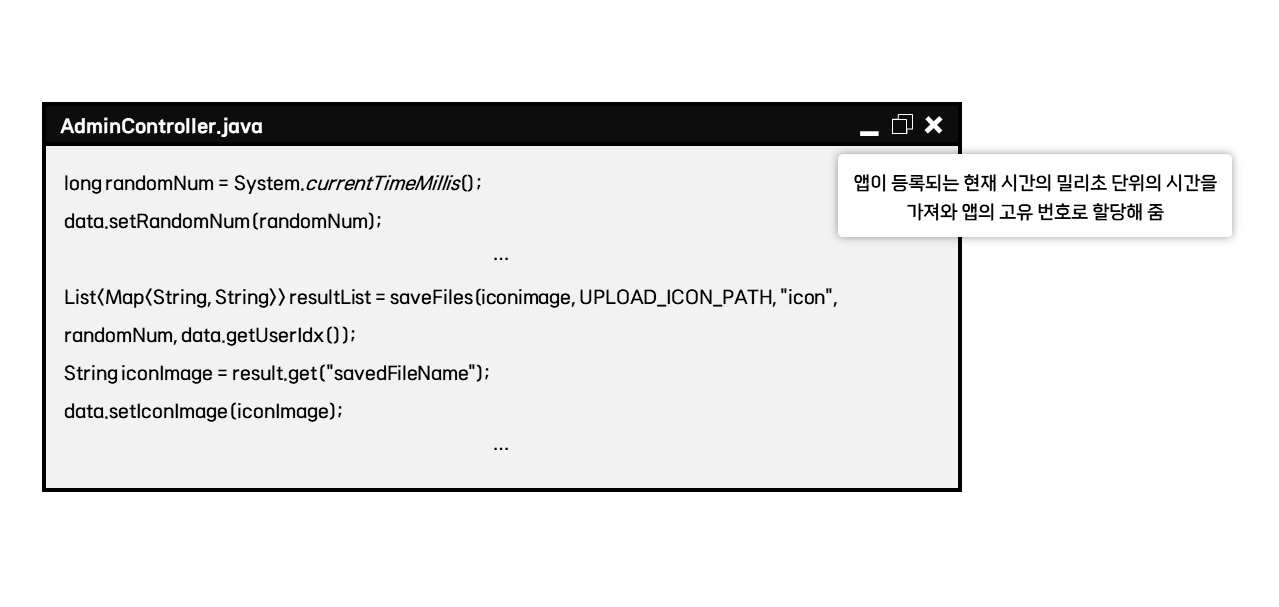 AdminController.java
long randomNum = System.currentTimeMillis();
앱이 등록되는 현재 시간의 밀리초 단위의 시간을
가져와 앱의 고유 번호로 할당해 줌
data.setRandomNum(randomNum);
...
List<Map<String, String>> resultList = saveFiles(iconimage, UPLOAD_ICON_PATH, "icon",
randomNum, data.getUserIdx());
String iconImage = result.get("savedFileName");
data.setIconImage(iconImage);
...